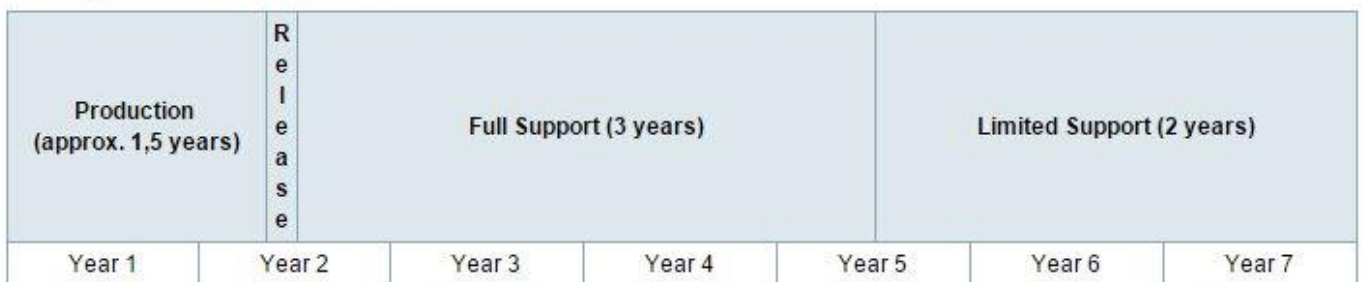 Production
(approx. 1,5 years)
Release
Full Support (3 years)
Limited Support (2 years)
Year 1
Year 2
Year 3
Year 4
Year 5
Year 6
Year 7